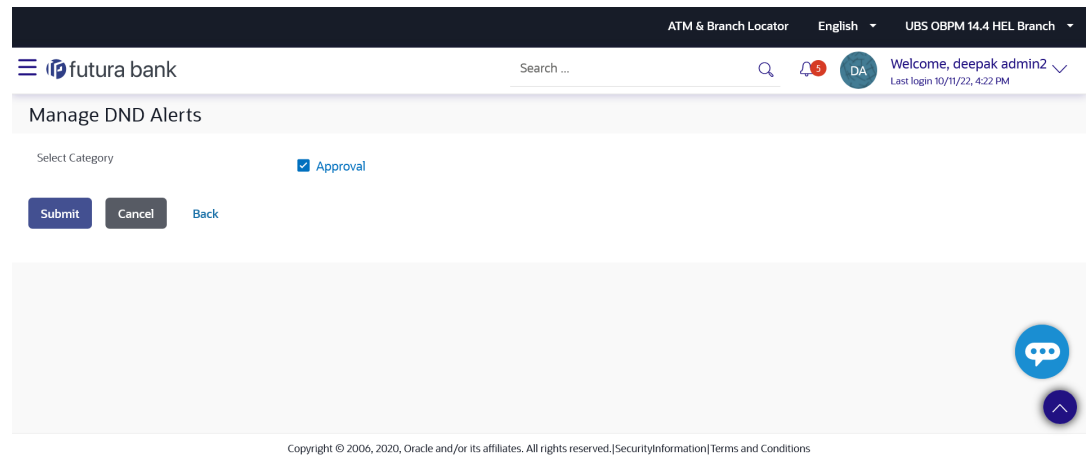 ATM & Branch Locator English UBS OBPM 14.4 HEL Branch
futura bank Search ... 5 DA Welcome, deepak admin2
Last login 10/11/22, 4:22 PM
Manage DND Alerts
Select Category Approval
Submit Cancel Back
Copyright © 2006, 2020, Oracle and/or its affiliates. All rights reserved.|SecurityInformation|Terms and Conditions